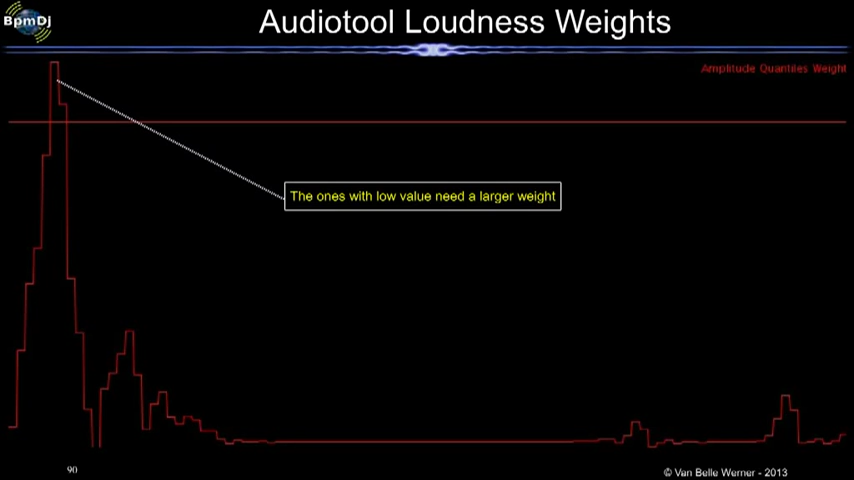 BpmDj
Audiotool Loudness Weights
Amplitude Quantiles Weight
The ones with low value need a larger weight
90
© Van Belle Werner - 2013